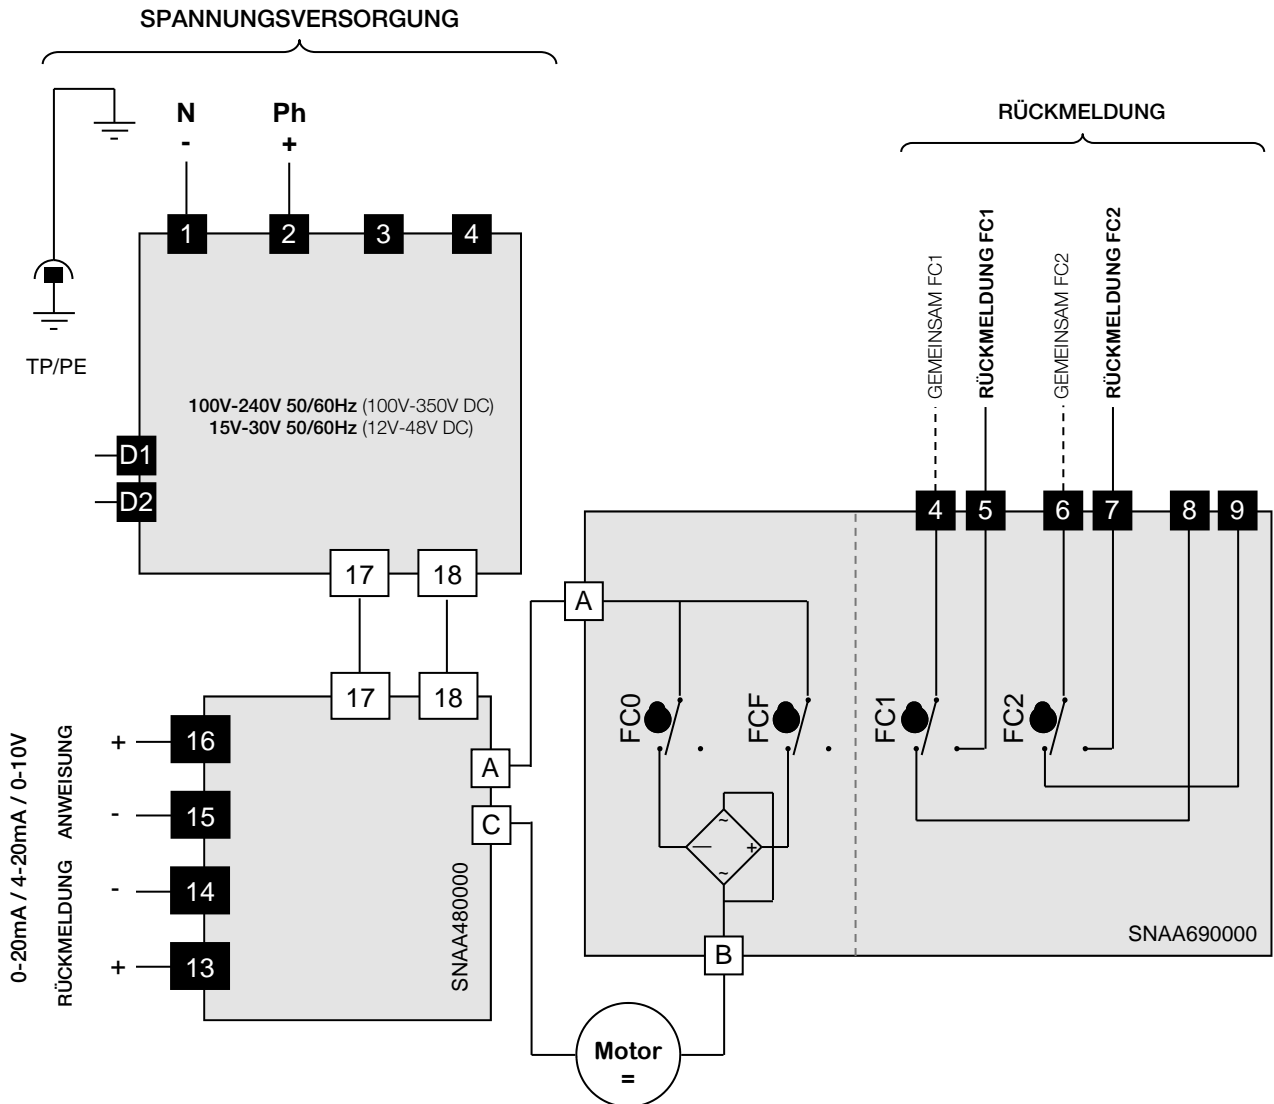 SPANNUNGSVERSORGUNG
N
-
Ph
+
RÜCKMELDUNG
1
2
3
4
TP/PE
GEMEINSAM FC1
RÜCKMELDUNG FC1
GEMEINSAM FC2
RÜCKMELDUNG FC2
100V-240V 50/60Hz (100V-350V DC)
15V-30V 50/60Hz (12V-48V DC)
D1
D2
4
5
6
7
8
9
17
18
A
17
18
0-20mA / 4-20mA / 0-10V
ANWEISUNG
RÜCKMELDUNG
+
16
-
15
-
14
+
13
A
C
SNAA480000
FC0
FCF
FC1
FC2
~
—
+
~
SNAA690000
B
Motor
=